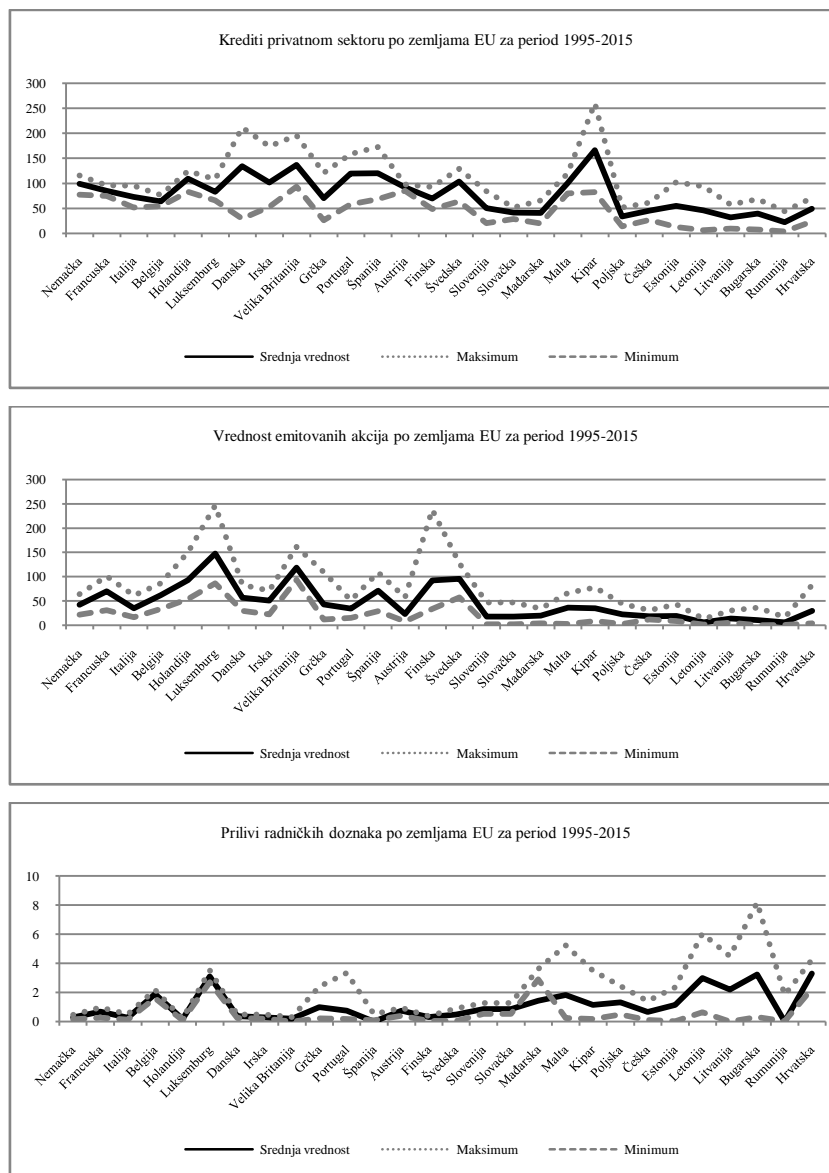 Krediti privatnom sektoru po zemljama EU za period 1995-2015
300
250
200
150
100
50
0
Nemačka
Francuska
Italija
Belgija
Holandija
Luksemburg
Danska
Irska
Velika Britanija
Grčka
Portugal
Španija
Austrija
Finska
Švedska
Slovenija
Slovačka
Mađarska
Malta
Kipar
Poljska
Češka
Estonija
Letonija
Litvanija
Bugarska
Rumunija
Hrvatska
Srednja vrednost Maksimum Minimum
Vrednost emitovanih akcija po zemljama EU za period 1995-2015
300
250
200
150
100
50
0
Nemačka
Francuska
Italija
Belgija
Holandija
Luksemburg
Danska
Irska
Velika Britanija
Grčka
Portugal
Španija
Austrija
Finska
Švedska
Slovenija
Slovačka
Mađarska
Malta
Kipar
Poljska
Češka
Estonija
Letonija
Litvanija
Bugarska
Rumunija
Hrvatska
Srednja vrednost Maksimum Minimum
Prilivi radničkih doznaka po zemljama EU za period 1995-2015
10
8
6
4
2
0
Nemačka
Francuska
Italija
Belgija
Holandija
Luksemburg
Danska
Irska
Velika Britanija
Grčka
Portugal
Španija
Austrija
Finska
Švedska
Slovenija
Slovačka
Mađarska
Malta
Kipar
Poljska
Češka
Estonija
Letonija
Litvanija
Bugarska
Rumunija
Hrvatska
Srednja vrednost Maksimum Minimum